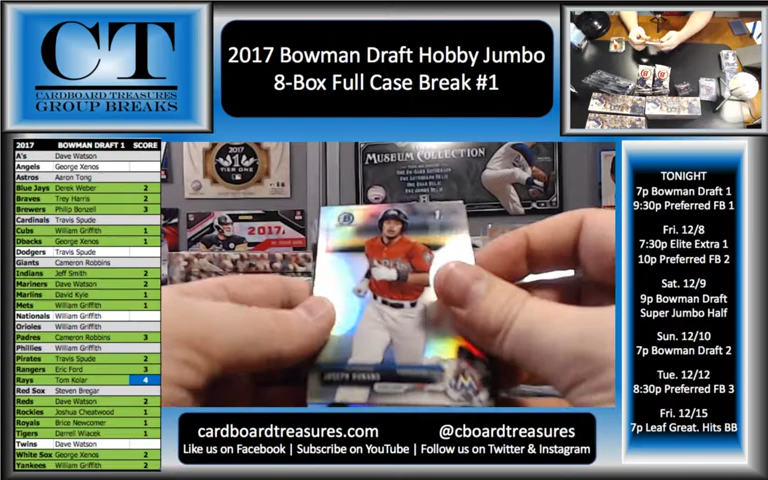 CT
CARDBOARD TREASURES
GROUP BREAKS
2017 Bowman Draft Hobby Jumbo
8-Box Full Case Break #1
2017 BOWMAN DRAFT 1 SCORE
A's Dave Watson
Angels George Xenos
Astros Aaron Tong
Blue Jays Derek Weber 2
Braves Trey Harris 2
Brewers Philip Bonzell 3
Cardinals Travis Spude
Cubs William Griffith 1
Dbacks George Xenos 1
Dodgers Travis Spude
Giants Cameron Robbins
Indians Jeff Smith 2
Mariners Dave Watson 2
Marlins David Kyle 1
Mets William Griffith 1
Nationals William Griffith
Orioles William Griffith
Padres Cameron Robbins 3
Phillies William Griffith
Pirates Travis Spude 2
Rangers Eric Ford 3
Rays Tom Kolar 4
Red Sox Steven Bregar
Reds Dave Watson 2
Rockies Joshua Cheatwood 1
Royals Brice Newcomer 1
Tigers Darrell Wiacek 1
Twins Dave Watson
White Sox George Xenos 2
Yankees William Griffith 2
2017
TIER ONE
MUSEUM COLLECTION
2017
JOSEPH DUNAND
TONIGHT
7p Bowman Draft 1
9:30p Preferred FB 1
Fri. 12/8
7:30p Elite Extra 1
10p Preferred FB 2
Sat. 12/9
9p Bowman Draft
Super Jumbo Half
Sun. 12/10
7p Bowman Draft 2
Tue. 12/12
8:30p Preferred FB 3
Fri. 12/15
7p Leaf Great. Hits BB
cardboardtreasures.com @cboardtreasures
Like us on Facebook | Subscribe on YouTube | Follow us on Twitter & Instagram